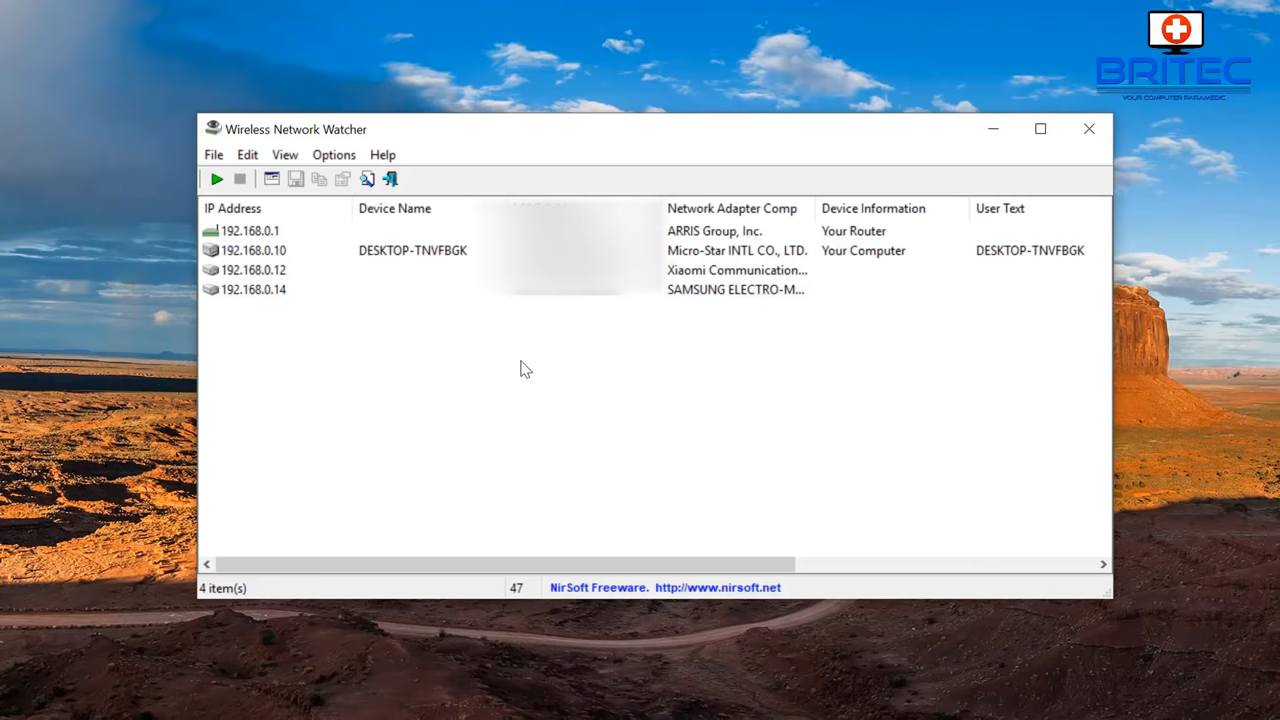 BRITEC
YOUR COMPUTER PARAMEDIC
Wireless Network Watcher
File Edit View Options Help
IP Address Device Name Network Adapter Comp Device Information User Text
192.168.0.1 ARRIS Group, Inc. Your Router
192.168.0.10 DESKTOP-TNVFBGK Micro-Star INTL CO., LTD. Your Computer DESKTOP-TNVFBGK
192.168.0.12 Xiaomi Communication...
192.168.0.14 SAMSUNG ELECTRO-M...
4 item(s) 47 NirSoft Freeware. http://www.nirsoft.net